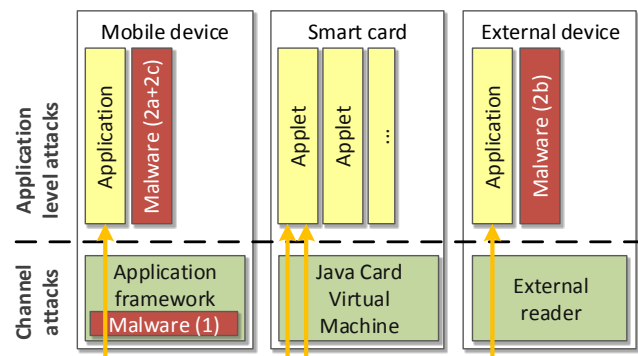 Mobile device
Smart card
External device
Application
level attacks
Application
Malware (2a+2c)
Applet
Applet
...
Application
Malware (2b)
Channel
attacks
Application
framework
Malware (1)
Java Card
Virtual
Machine
External
reader